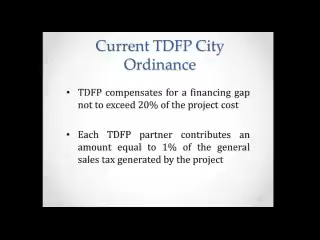 Current TDFP City
Ordinance
• TDFP compensates for a financing gap
not to exceed 20% of the project cost
• Each TDFP partner contributes an
amount equal to 1% of the general
sales tax generated by the project